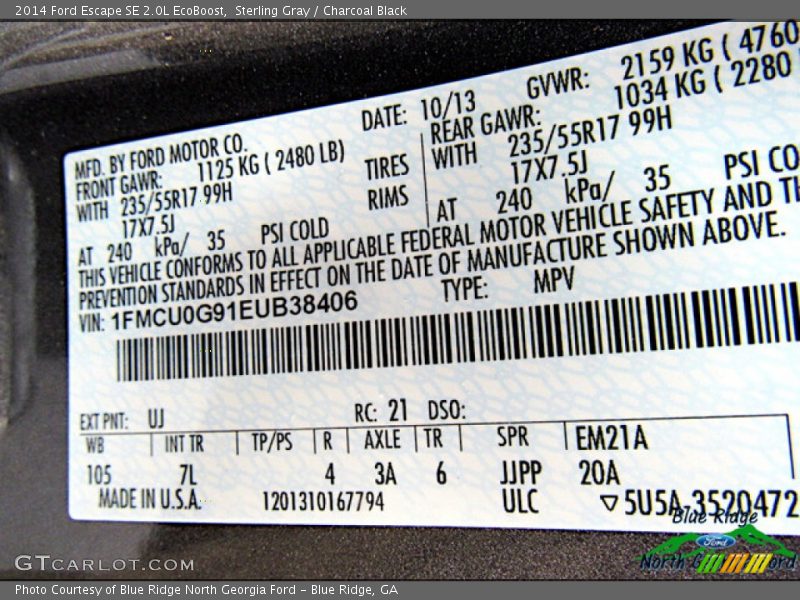 2014 Ford Escape SE 2.0L EcoBoost,  Sterling Gray / Charcoal Black
MFD. BY FORD MOTOR CO.
DATE: 10/13
GVWR: 2159 KG ( 4760
FRONT GAWR: 1125 KG ( 2480 LB)
REAR GAWR: 1034 KG ( 2280
WITH 235/55R17 99H TIRES
WITH 235/55R17 99H
17X7.5J RIMS
17X7.5J
AT 240 kPa/ 35 PSI COLD
AT 240 kPa/ 35 PSI CO
THIS VEHICLE CONFORMS TO ALL APPLICABLE FEDERAL MOTOR VEHICLE SAFETY AND TH
PREVENTION STANDARDS IN EFFECT ON THE DATE OF MANUFACTURE SHOWN ABOVE.
VIN: 1FMCU0G91EUB38406 TYPE: MPV
EXT PNT: UJ RC: 21 DSO:
WB INT TR TP/PS R AXLE TR SPR EM21A
105 7L 4 3A 6 JJPP 20A
MADE IN U.S.A. 1201310167794 ULC 5U5A-3520472
Blue Ridge
Ford
North Georgia Ford
GTCARLOT.COM
Photo Courtesy of Blue Ridge North Georgia Ford – Blue Ridge, GA